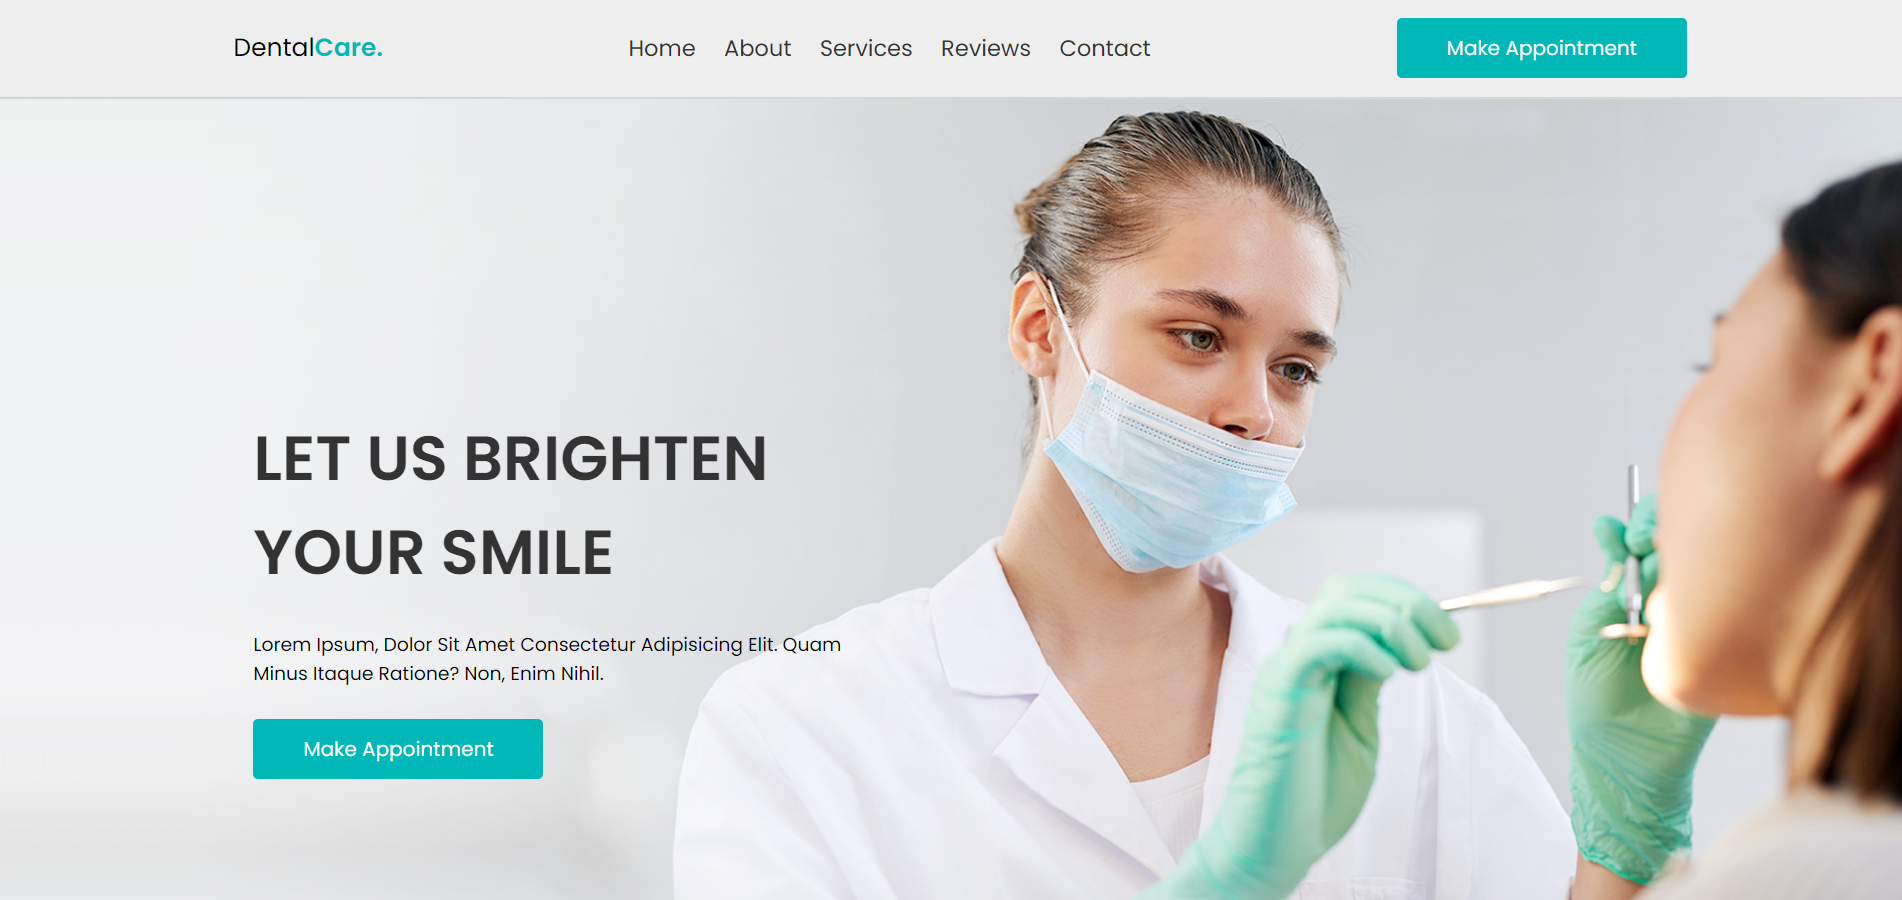 DentalCare.
Home About Services Reviews Contact
Make Appointment
LET US BRIGHTEN
YOUR SMILE
Lorem Ipsum, Dolor Sit Amet Consectetur Adipisicing Elit. Quam
Minus Itaque Ratione? Non, Enim Nihil.
Make Appointment